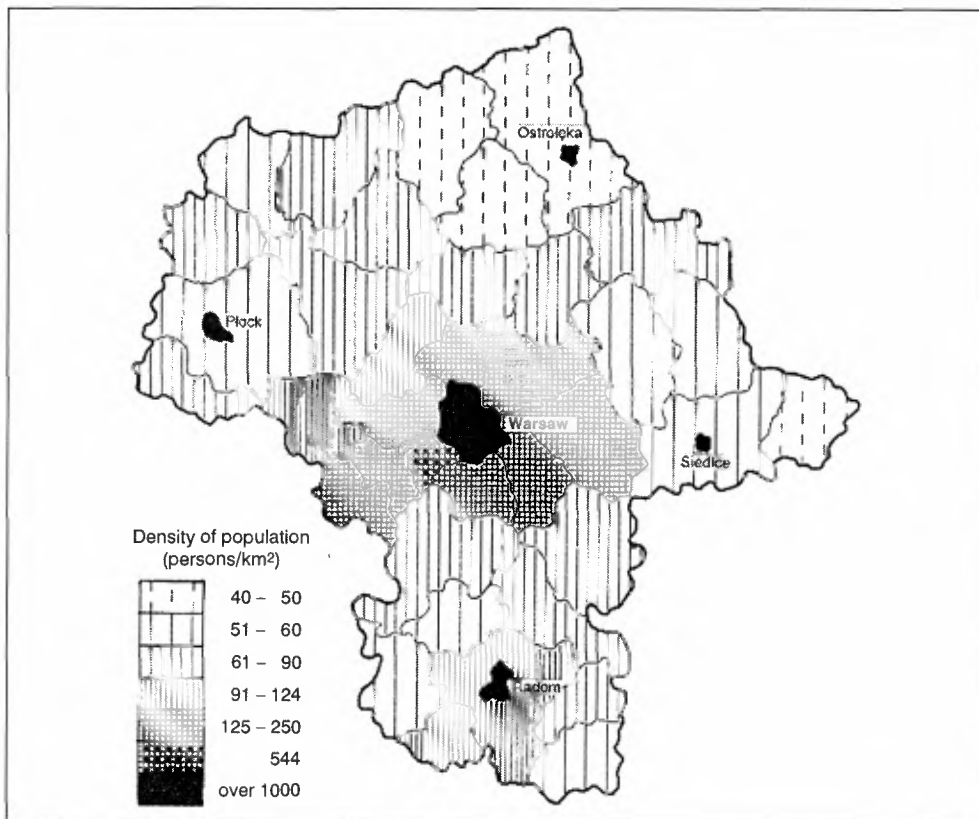 Ostrołęka
Płock
Warsaw
Siedlce
Density of population
(persons/km²)
40 – 50
51 – 60
61 – 90
91 – 124
125 – 250
544
over 1000
Radom